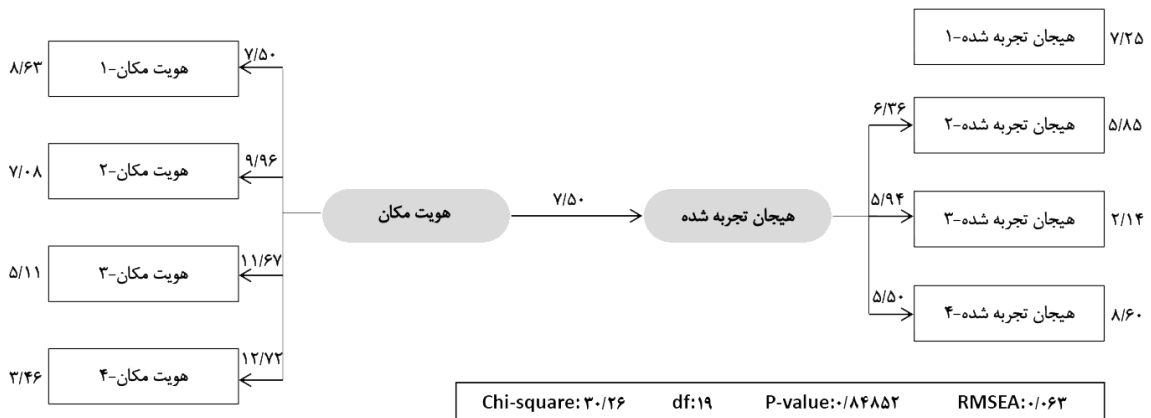 ۷/۵۰
۸/۶۳
هویت مکان-۱
۹/۹۶
۷/۰۸
هویت مکان-۲
۱۱/۶۷
۵/۱۱
هویت مکان-۳
۱۲/۷۲
۳/۴۶
هویت مکان-۴
هویت مکان
۷/۵۰
هیجان تجربه شده
هیجان تجربه شده-۱
۷/۲۵
۶/۳۶
هیجان تجربه شده-۲
۵/۸۵
۵/۹۴
هیجان تجربه شده-۳
۲/۱۴
۵/۵۰
هیجان تجربه شده-۴
۸/۶۰
Chi-square:۳۰/۲۶ df:۱۹ P-value:۰/۸۴۸۵۲ RMSEA:۰/۰۶۳